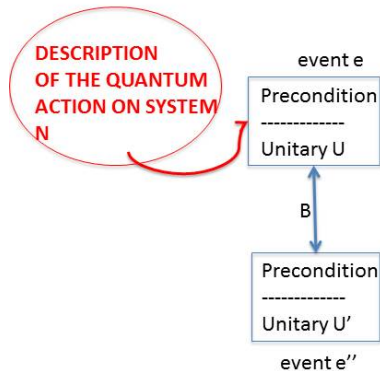 DESCRIPTION
OF THE QUANTUM
ACTION ON SYSTEM
N
event e
Precondition
-------------
Unitary U
B
Precondition
-------------
Unitary U’
event e’’